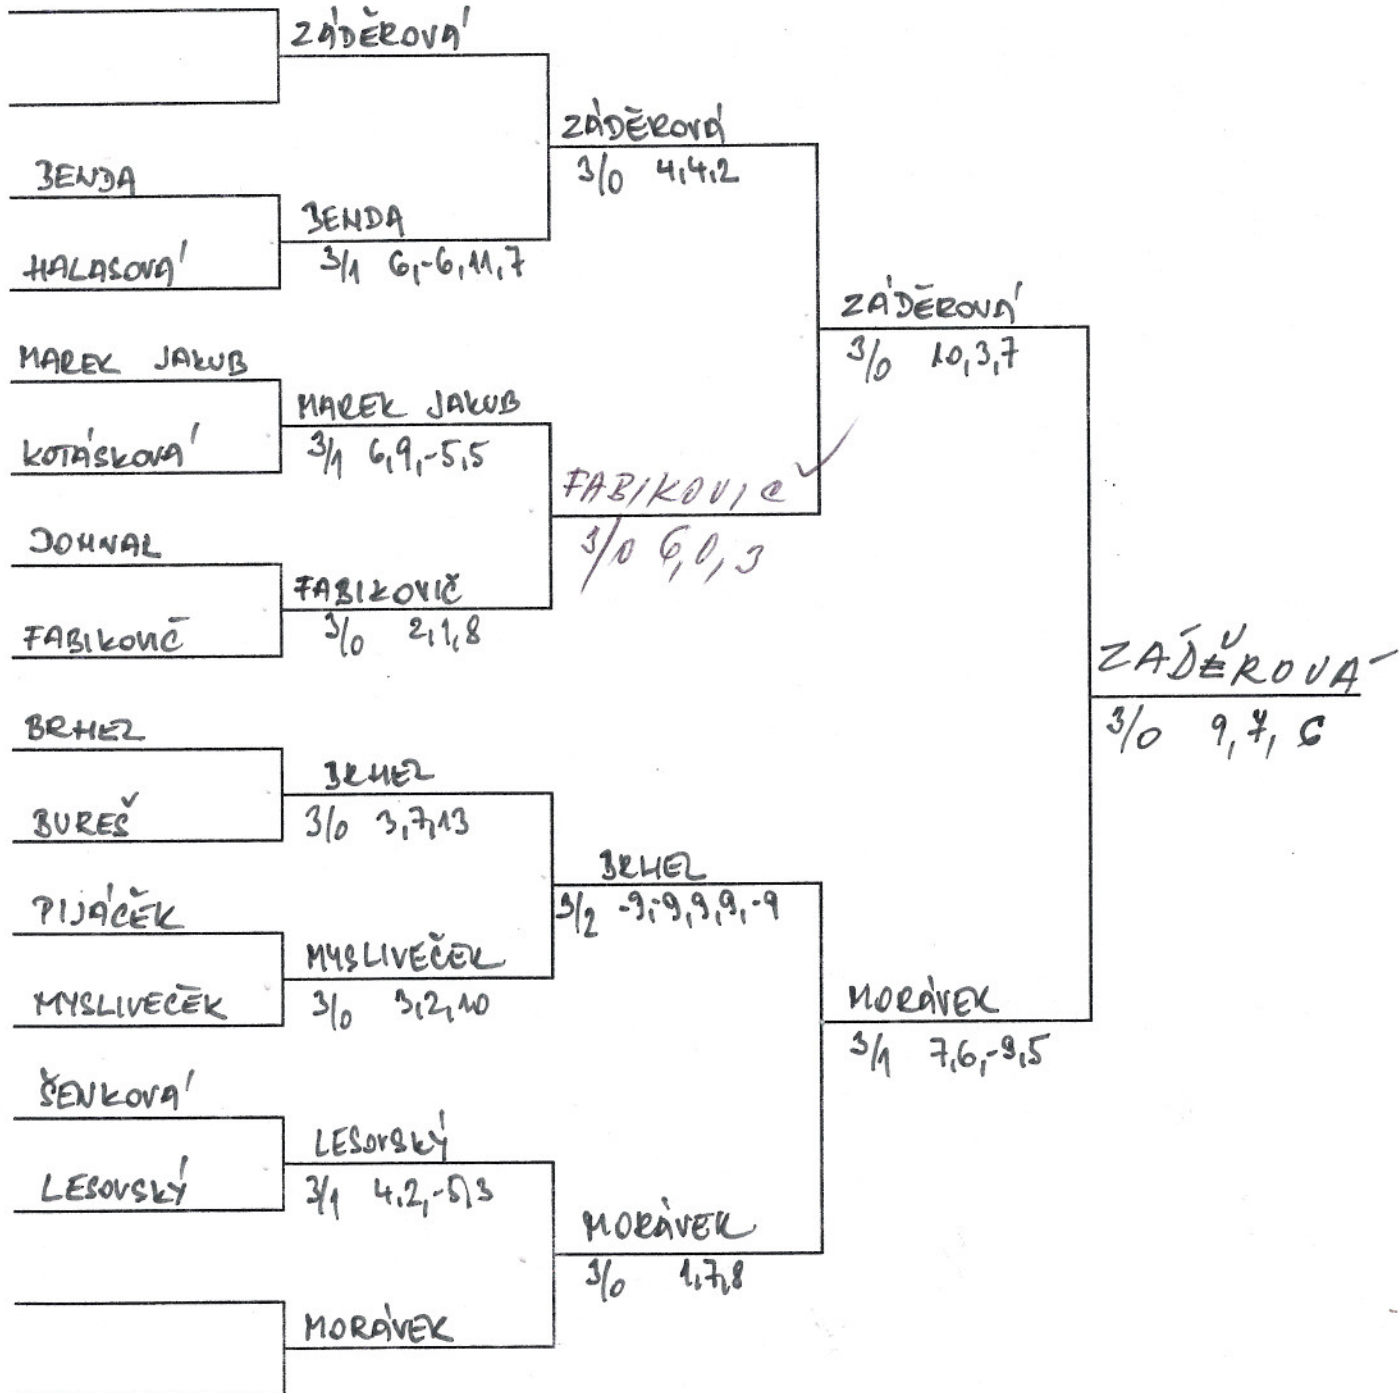 ZÁDĚROVÁ
ZÁDĚROVÁ
3/0 4,4,2
BENDA
BENDA
3/1 6,-6,11,7
HALASOVÁ
ZÁDĚROVÁ
3/0 10,3,7
MAREK JAKUB
MAREK JAKUB
3/1 6,9,-5,5
KOTÁSKOVÁ
FABIKOVIC
3/0 6,0,3
DOHNAL
FABIKOVIČ
3/0 2,1,8
FABIKOVIČ
ZÁDĚROVÁ
3/0 9,7,6
BRHEL
BRHEL
3/0 3,7,13
BUREŠ
BRHEL
3/2 -9,-9,9,9,-9
PIJÁČEK
MYSLIVEČEK
3/0 3,2,10
MYSLIVEČEK
MORÁVEK
3/1 7,6,-9,5
ŠENKOVÁ
LESOVSKÝ
3/1 4,2,-5,3
LESOVSKÝ
MORÁVEK
3/0 1,7,8
MORÁVEK